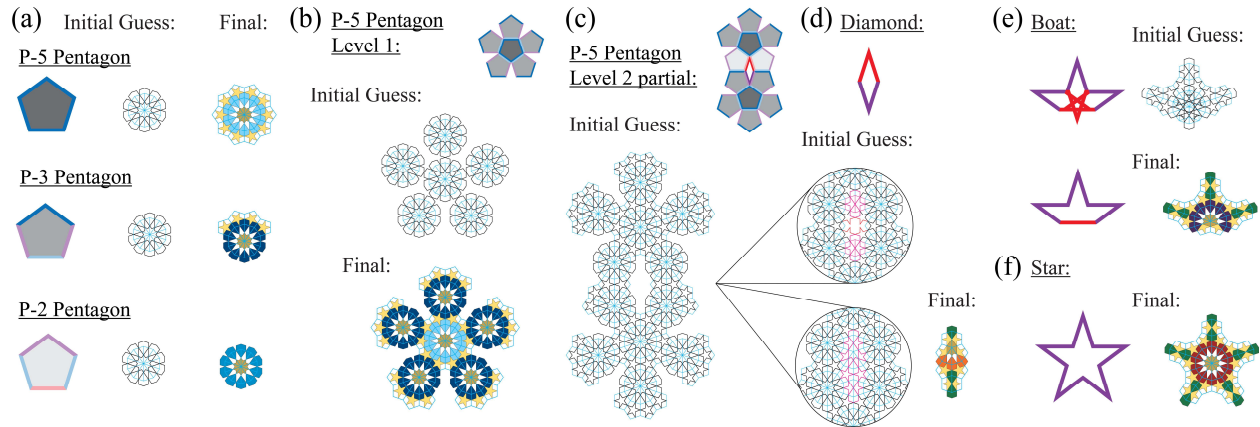 (a)
Initial Guess:
Final:
P-5 Pentagon
P-3 Pentagon
P-2 Pentagon
(b)
P-5 Pentagon
Level 1:
Initial Guess:
Final:
(c)
P-5 Pentagon
Level 2 partial:
Initial Guess:
(d)
Diamond:
Initial Guess:
Final:
(e)
Boat:
Initial Guess:
Final:
(f)
Star:
Final: